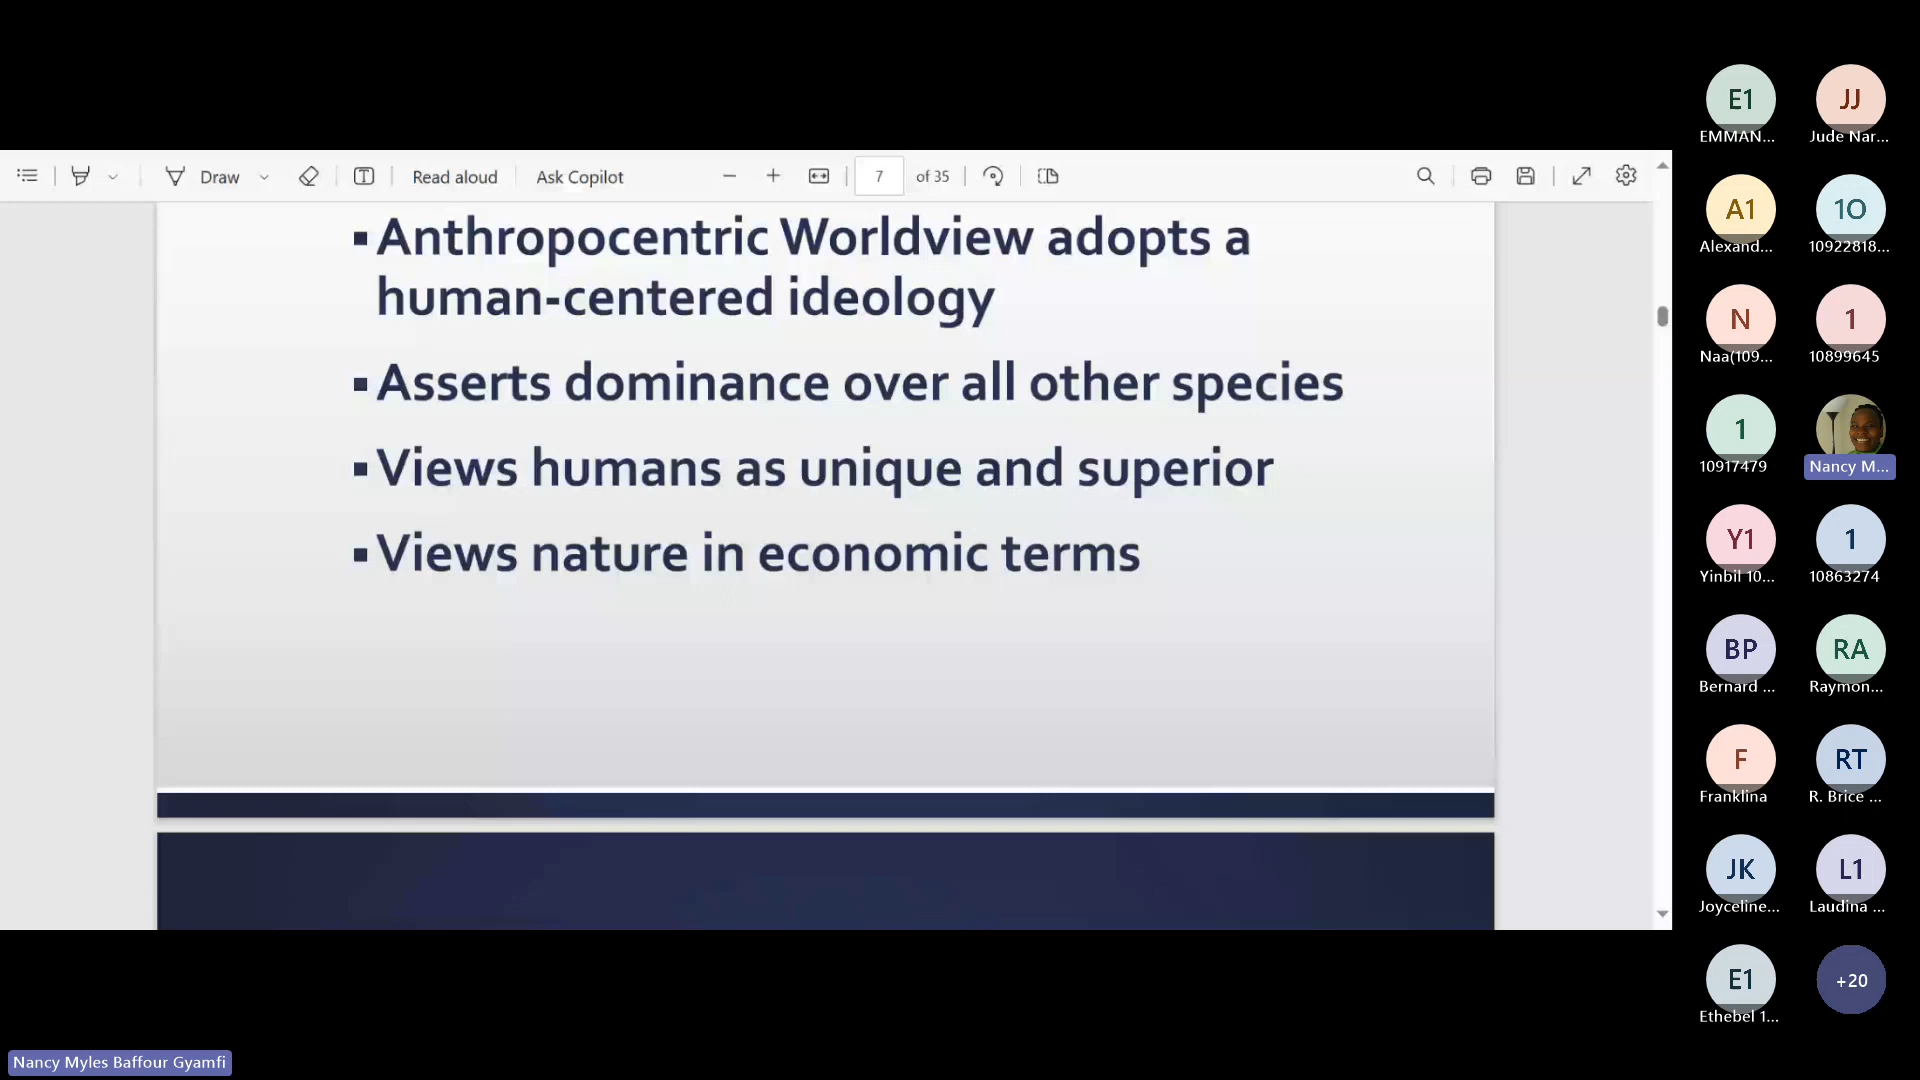 Draw
Read aloud
Ask Copilot
7 of 35
▪ Anthropocentric Worldview adopts a
human-centered ideology
▪ Asserts dominance over all other species
▪ Views humans as unique and superior
▪ Views nature in economic terms
E1
EMMAN...
JJ
Jude Nar...
A1
Alexand...
1O
10922818...
N
Naa(109...
1
10899645
1
10917479
Nancy M...
Y1
Yinbil 10...
1
10863274
BP
Bernard ...
RA
Raymon...
F
Franklina
RT
R. Brice ...
JK
Joyceline...
L1
Laudina ...
E1
Ethebel 1...
+20
Nancy Myles Baffour Gyamfi